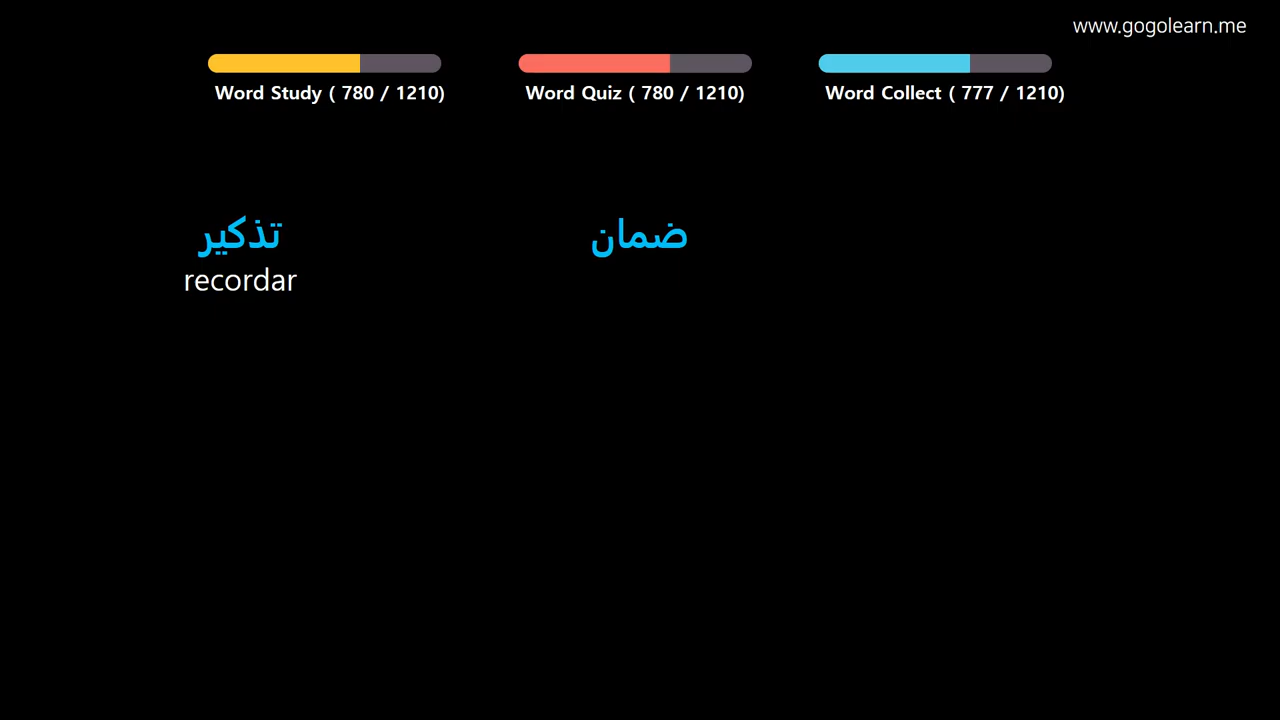 www.gogolearn.me
Word Study ( 780 / 1210)
Word Quiz ( 780 / 1210)
Word Collect ( 777 / 1210)
تذكير
recordar
ضمان